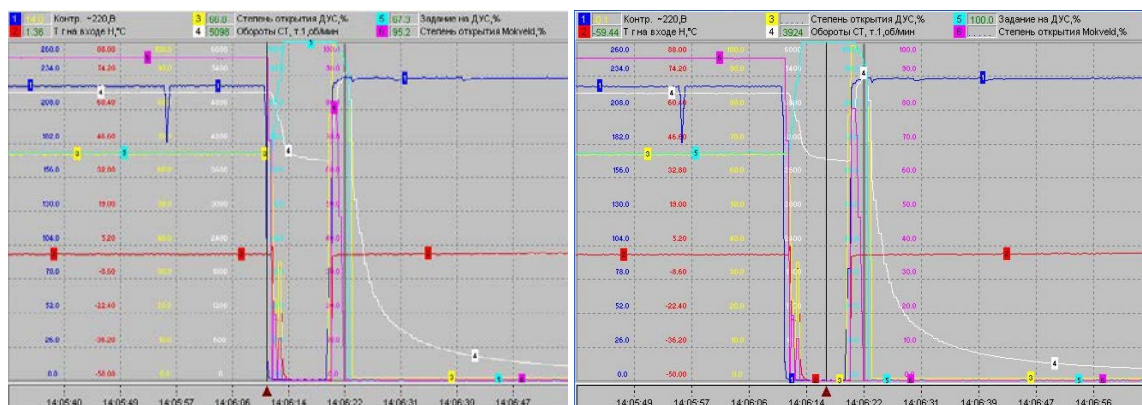 1 14.0 Контр. ~220,В 3 66.0 Степень открытия ДУС,% 5 67.3 Задание на ДУС,%
2 1.36 Т г на входе Н,°С 4 5098 Обороты СТ, т.1,об/мин 6 95.2 Степень открытия Mokveld,%
260.0 88.00
234.0 74.20
208.0 60.40
182.0 46.60
156.0 32.80
130.0 19.00
104.0 5.20
78.0 -8.60
52.0 -22.40
26.0 -36.20
0.0 -50.00
14:05:40 14:05:49 14:05:57 14:06:06 14:06:14 14:06:22 14:06:31 14:06:39 14:06:47
1 0.1 Контр. ~220,В 3 ..... Степень открытия ДУС,% 5 100.0 Задание на ДУС,%
2 -59.44 Т г на входе Н,°С 4 3924 Обороты СТ, т.1,об/мин 6 ..... Степень открытия Mokveld,%
260.0 88.00 100.0
234.0 74.20 90.0
208.0 60.40 80.0
182.0 46.60 70.0
156.0 32.80 60.0
130.0 19.00 50.0
104.0 5.20 40.0
78.0 -8.60 30.0
52.0 -22.40 20.0
26.0 -36.20 10.0
0.0 -50.00 0.0
14:05:49 14:05:57 14:06:06 14:06:14 14:06:22 14:06:31 14:06:39 14:06:47 14:06:56